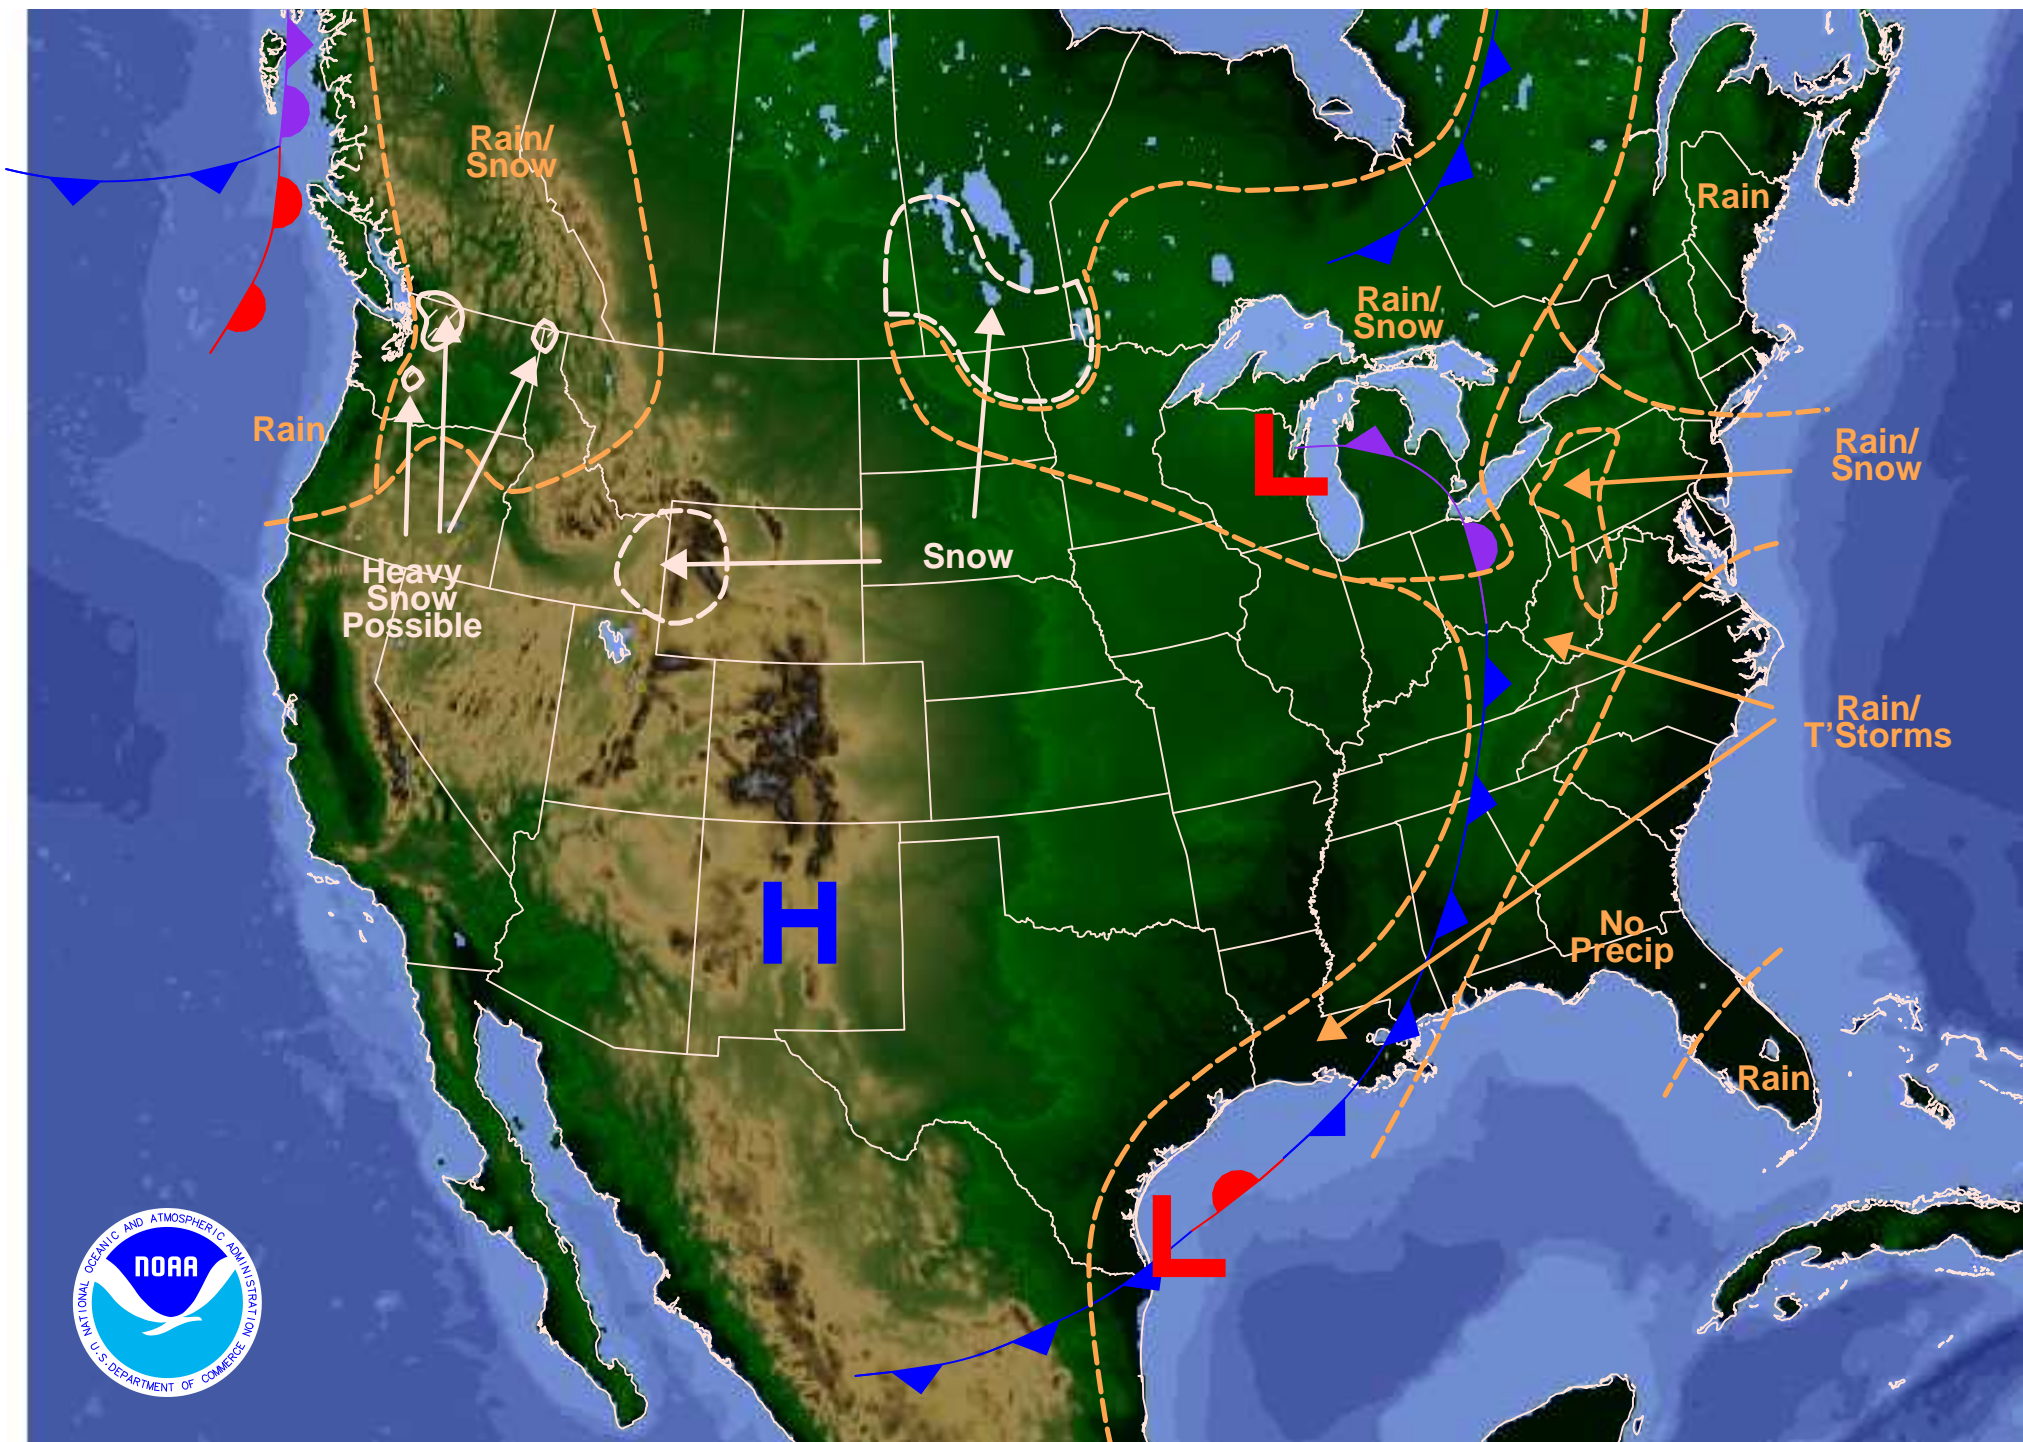 Rain/
Snow
Rain
Rain/
Snow
Rain
Rain/
Snow
Snow
Heavy
Snow
Possible
Rain/
T'Storms
H
L
No
Precip
Rain
L
NATIONAL OCEANIC AND ATMOSPHERIC ADMINISTRATION
NOAA
U.S. DEPARTMENT OF COMMERCE